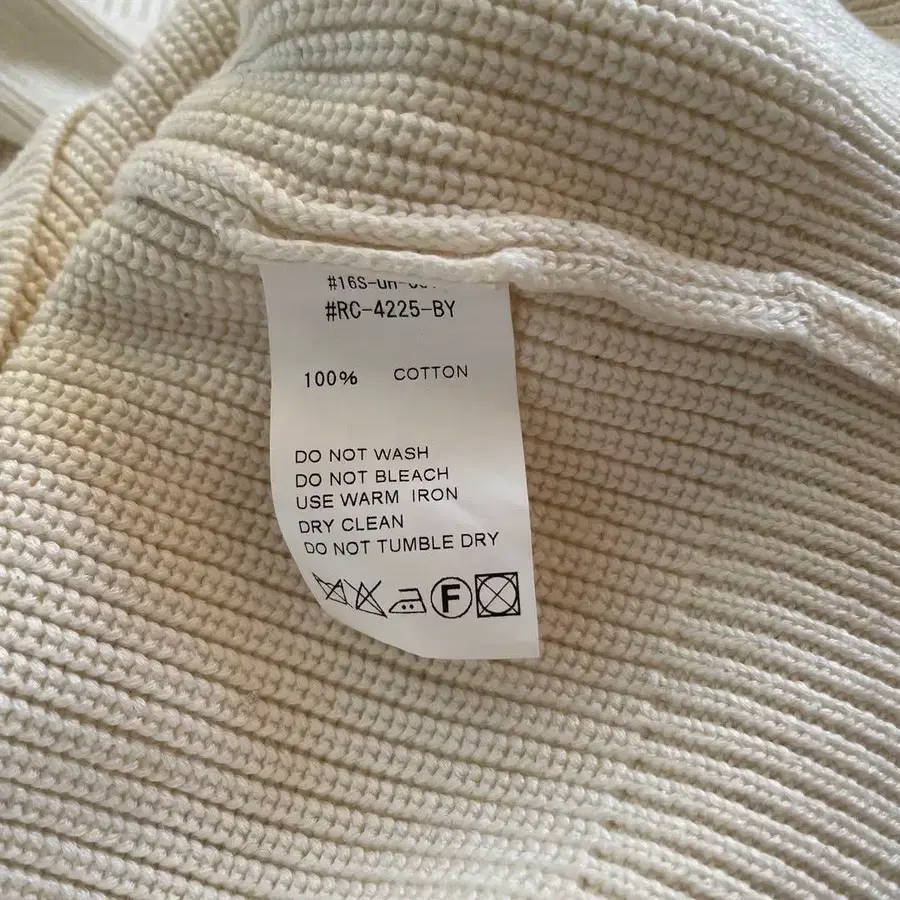 #RC-4225-BY
100% COTTON
DO NOT WASH
DO NOT BLEACH
USE WARM IRON
DRY CLEAN
DO NOT TUMBLE DRY
F